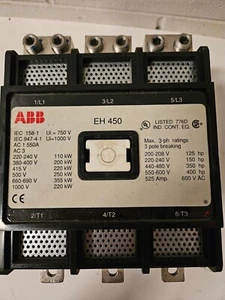 1/L1 3/L2 5/L3
ABB EH 450
IEC 158-1 Ui = 750 V
IEC 947-4-1 Ui=1000 V
AC 1 550A
AC 3
220-240 V 110 kW
380-400 V 200 kW
415 V 220 kW
500 V 250 kW
660-690 V 355 kW
1000 V 220 kW
LISTED 776D
IND. CONT. EQ.
Max. 3-ph ratings
3 pole breaking
200-208 V 125 hp
220-240 V 150 hp
440-480 V 350 hp
550-600 V 400 hp
525 Amp. 600 V AC
CE
2/T1 4/T2 6/T3